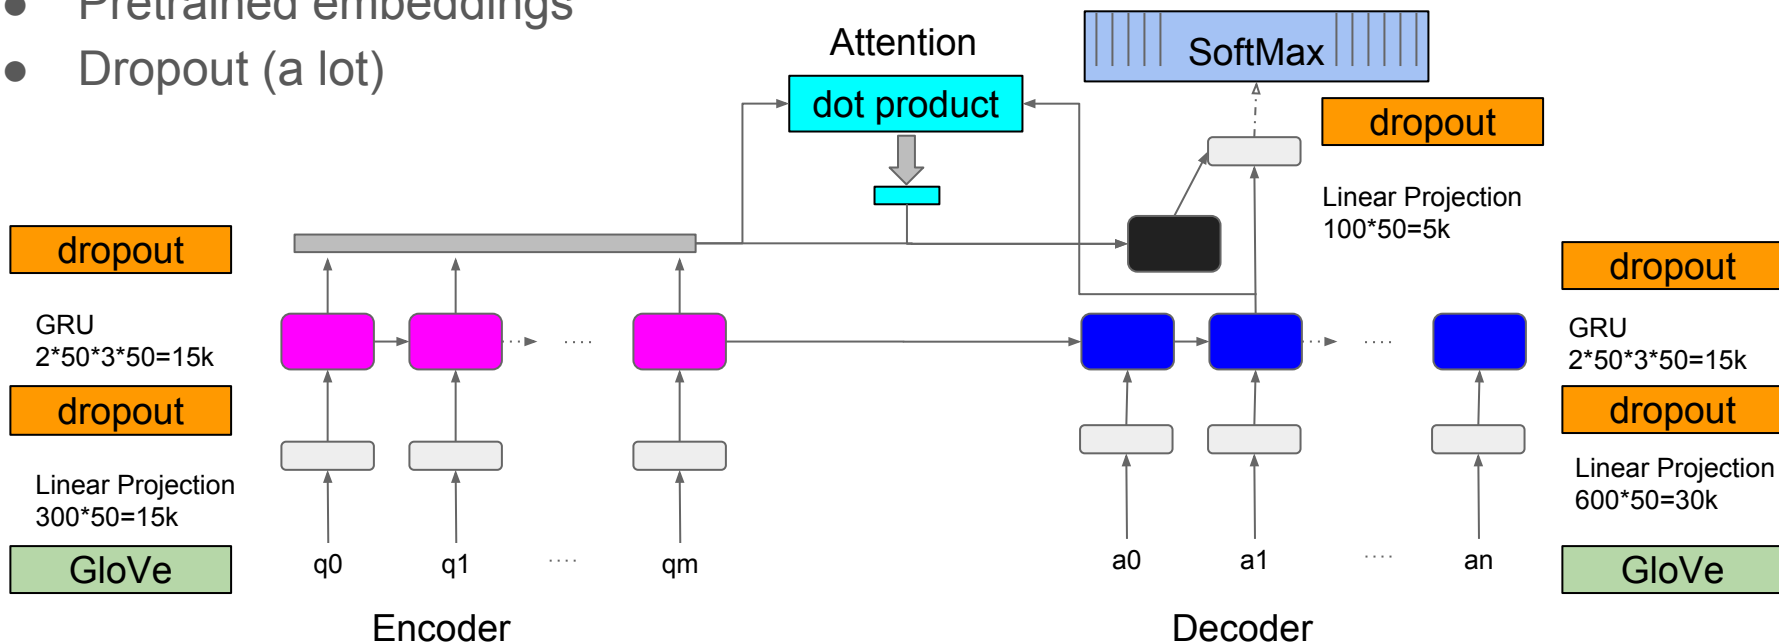 ● Pretrained embeddings
● Dropout (a lot)
Attention
dot product
SoftMax
dropout
Linear Projection
100*50=5k
dropout
GRU
2*50*3*50=15k
dropout
Linear Projection
300*50=15k
GloVe
q0 q1 .... qm
Encoder
....
....
a0 a1 .... an
Decoder
dropout
GRU
2*50*3*50=15k
dropout
Linear Projection
600*50=30k
GloVe